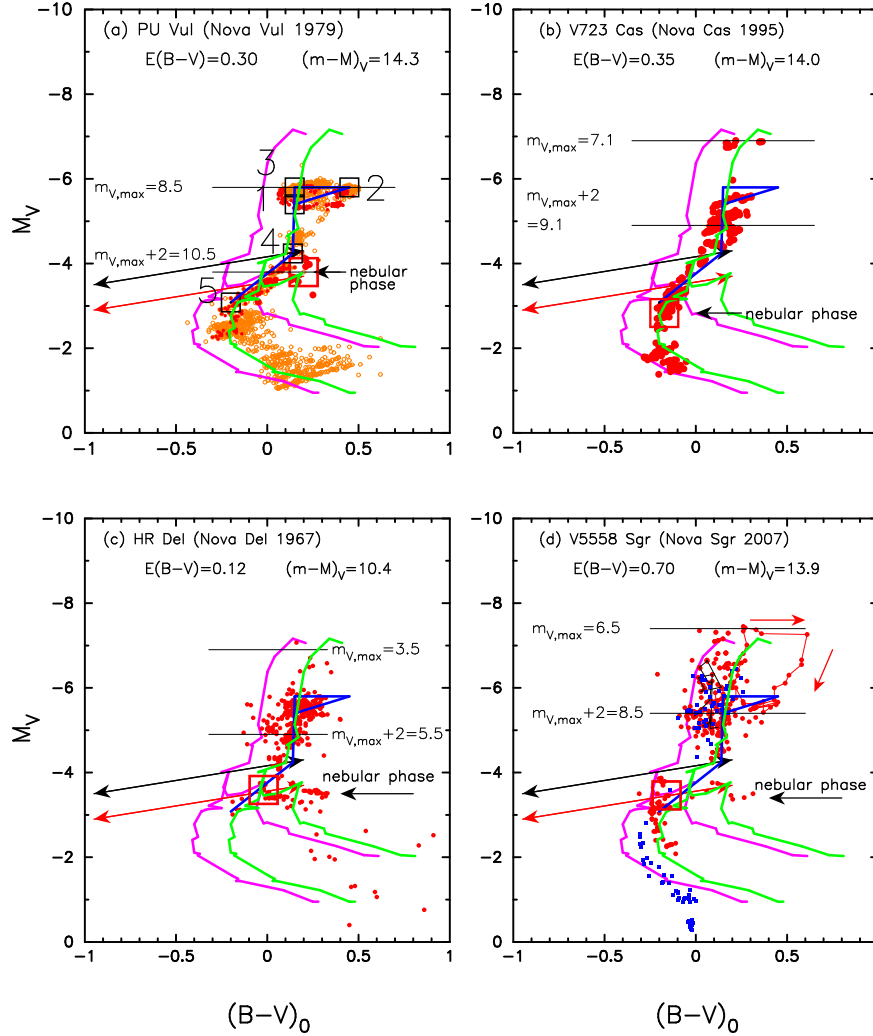 (a) PU Vul (Nova Vul 1979)
E(B−V)=0.30 (m−M)V=14.3
3
mV,max=8.5
1
2
mV,max+2=10.5
4
nebular
phase
5
MV
−10
−8
−6
−4
−2
0
−1 −0.5 0 0.5 1
(b) V723 Cas (Nova Cas 1995)
E(B−V)=0.35 (m−M)V=14.0
mV,max=7.1
mV,max+2
=9.1
nebular phase
−10
−8
−6
−4
−2
0
−1 −0.5 0 0.5
(c) HR Del (Nova Del 1967)
E(B−V)=0.12 (m−M)V=10.4
mV,max=3.5
mV,max+2=5.5
nebular phase
MV
−10
−8
−6
−4
−2
0
−1 −0.5 0 0.5 1
(B−V)0
(d) V5558 Sgr (Nova Sgr 2007)
E(B−V)=0.70 (m−M)V=13.9
mV,max=6.5
mV,max+2=8.5
nebular phase
−10
−8
−6
−4
−2
0
−1 −0.5 0 0.5
(B−V)0